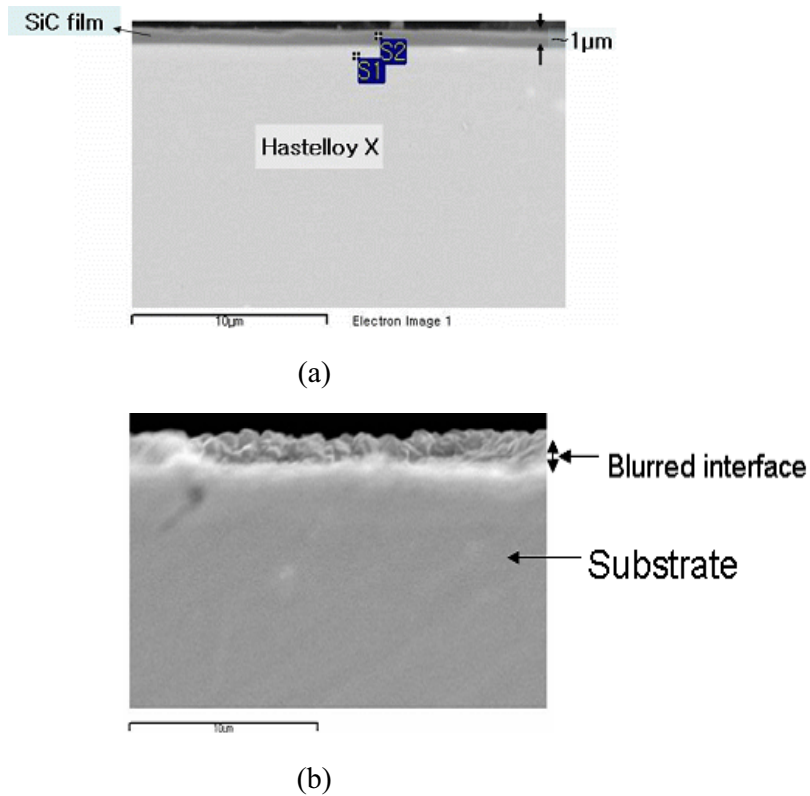 SiC film
S2
~1μm
S1
Hastelloy X
10μm
Electron Image 1
(a)
Blurred interface
Substrate
10μm
(b)